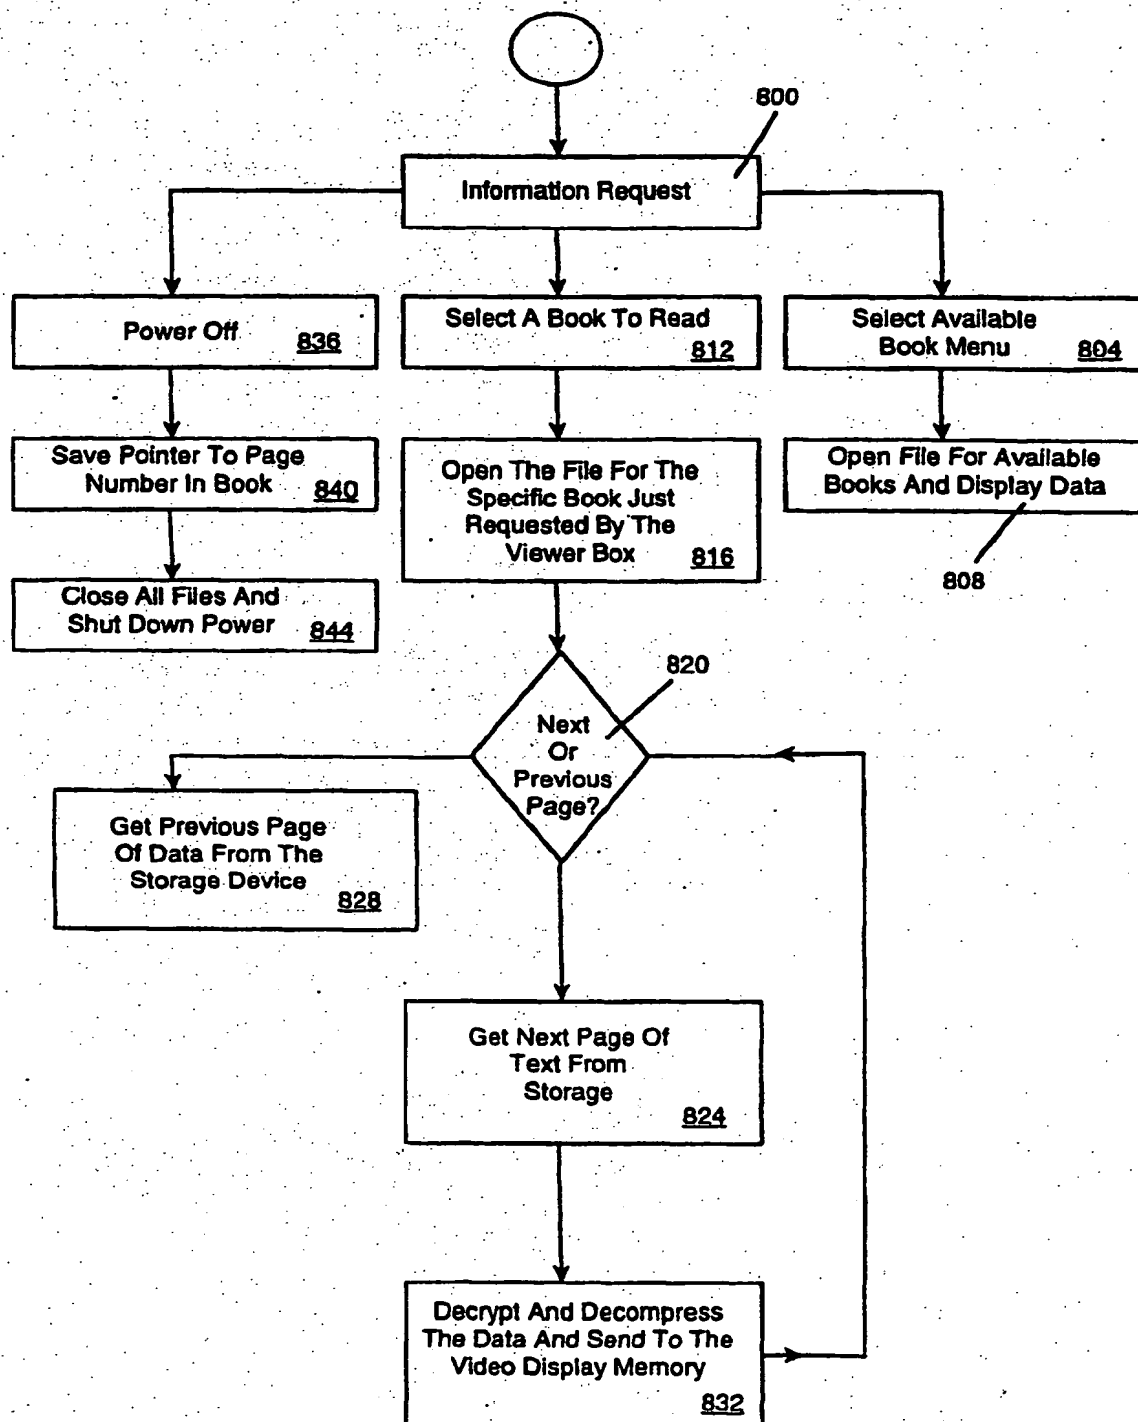 800
Information Request
Power Off
836
Select A Book To Read
812
Select Available
Book Menu
804
Save Pointer To Page
Number In Book
840
Open The File For The
Specific Book Just
Requested By The
Viewer Box
816
Open File For Available
Books And Display Data
808
Close All Files And
Shut Down Power
844
820
Next
Or
Previous
Page?
Get Previous Page
Of Data From The
Storage Device
828
Get Next Page Of
Text From
Storage
824
Decrypt And Decompress
The Data And Send To The
Video Display Memory
832